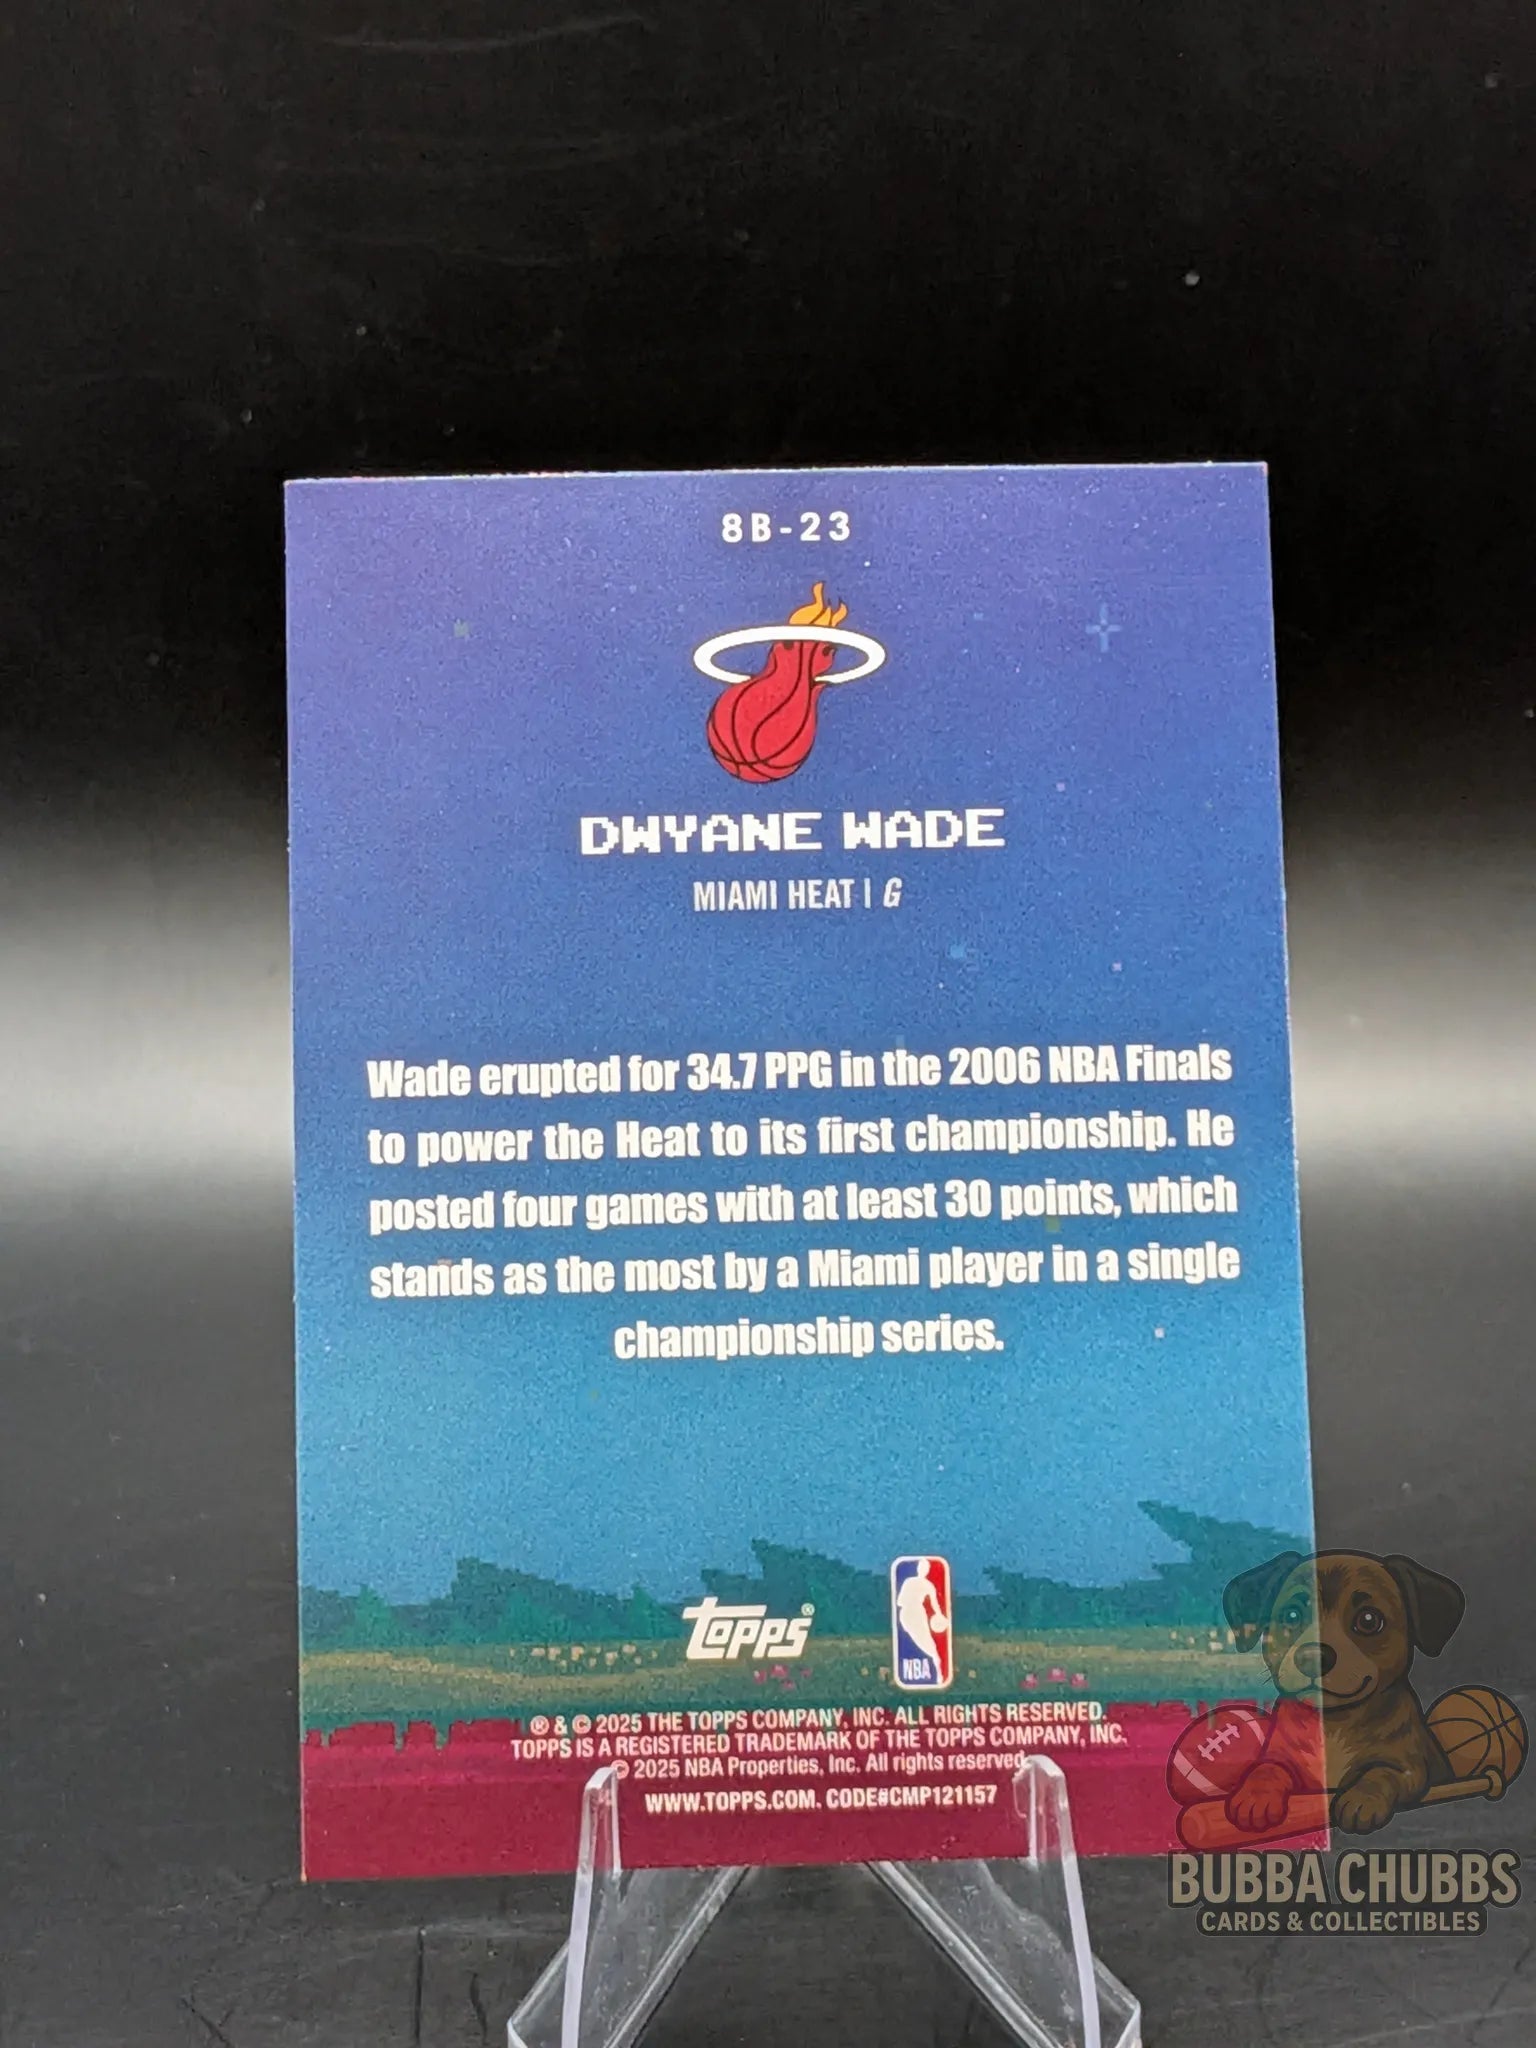 8B-23
DWYANE WADE
MIAMI HEAT | G
Wade erupted for 34.7 PPG in the 2006 NBA Finals
to power the Heat to its first championship. He
posted four games with at least 30 points, which
stands as the most by a Miami player in a single
championship series.
topps®
NBA
® & © 2025 THE TOPPS COMPANY, INC. ALL RIGHTS RESERVED.
TOPPS IS A REGISTERED TRADEMARK OF THE TOPPS COMPANY, INC.
© 2025 NBA Properties, Inc. All rights reserved.
WWW.TOPPS.COM. CODE#CMP121157
BUBBA CHUBBS
CARDS & COLLECTIBLES